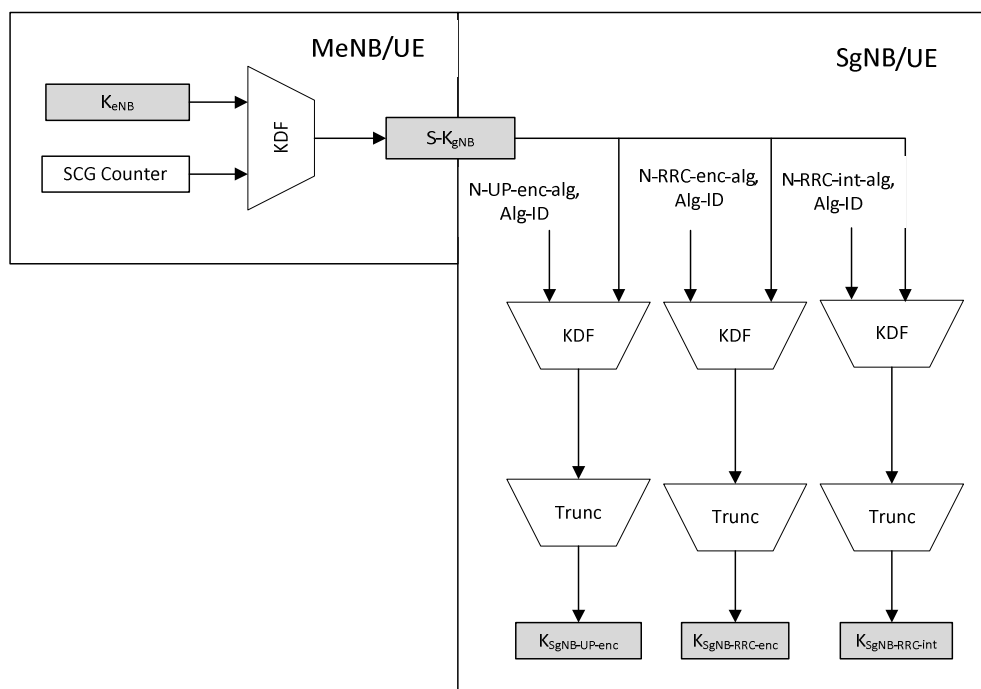 MeNB/UE
SgNB/UE
KeNB
KDF
S-KgNB
SCG Counter
N-UP-enc-alg,
Alg-ID
N-RRC-enc-alg,
Alg-ID
N-RRC-int-alg,
Alg-ID
KDF
KDF
KDF
Trunc
Trunc
Trunc
KSgNB-UP-enc
KSgNB-RRC-enc
KSgNB-RRC-int